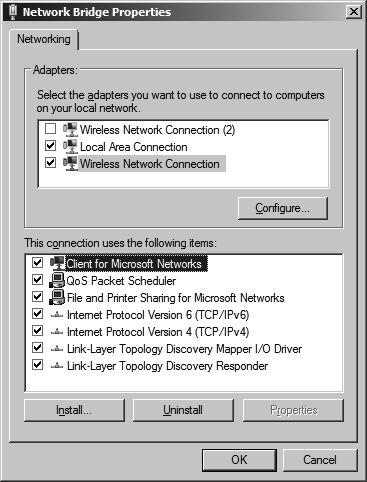 Network Bridge Properties
Networking
Adapters:
Select the adapters you want to use to connect to computers
on your local network.
Wireless Network Connection (2)
Local Area Connection
Wireless Network Connection
Configure...
This connection uses the following items:
Client for Microsoft Networks
QoS Packet Scheduler
File and Printer Sharing for Microsoft Networks
Internet Protocol Version 6 (TCP/IPv6)
Internet Protocol Version 4 (TCP/IPv4)
Link-Layer Topology Discovery Mapper I/O Driver
Link-Layer Topology Discovery Responder
Install... Uninstall Properties
OK Cancel